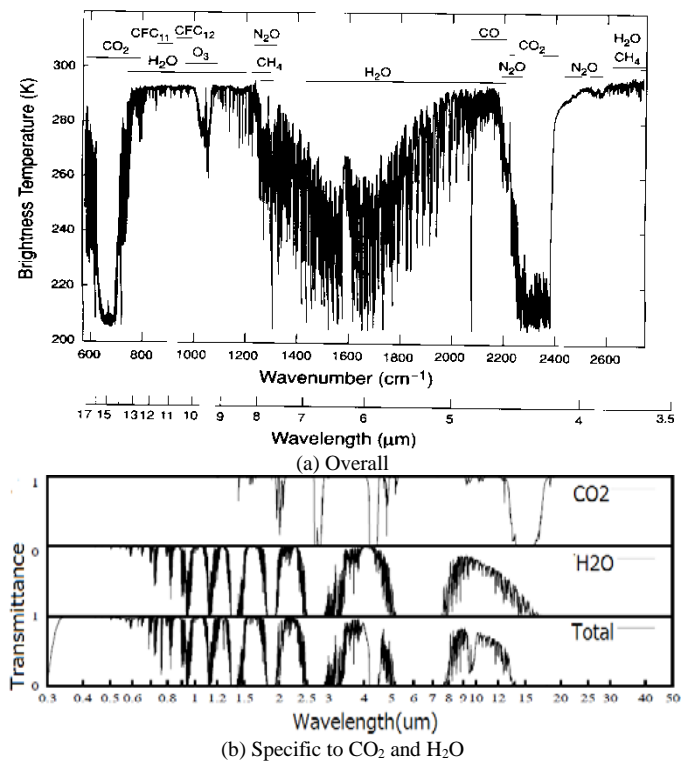 CFC11 CFC12 N2O CO H2O
CO2 CO2 CH4
H2O O3 CH4 H2O N2O N2O
Brightness Temperature (K)
300
280
260
240
220
200
600 800 1000 1200 1400 1600 1800 2000 2200 2400 2600
Wavenumber (cm⁻¹)
17 15 13 12 11 10 9 8 7 6 5 4 3.5
Wavelength (µm)
(a) Overall
1
CO2
0
H2O
1
Total
0
Transmittance
0.3 0.4 0.5 0.6 0.8 1 1.2 1.5 2 2.5 3 4 5 6 7 8 9 10 12 15 20 30 40 50
Wavelength(um)
(b) Specific to CO₂ and H₂O